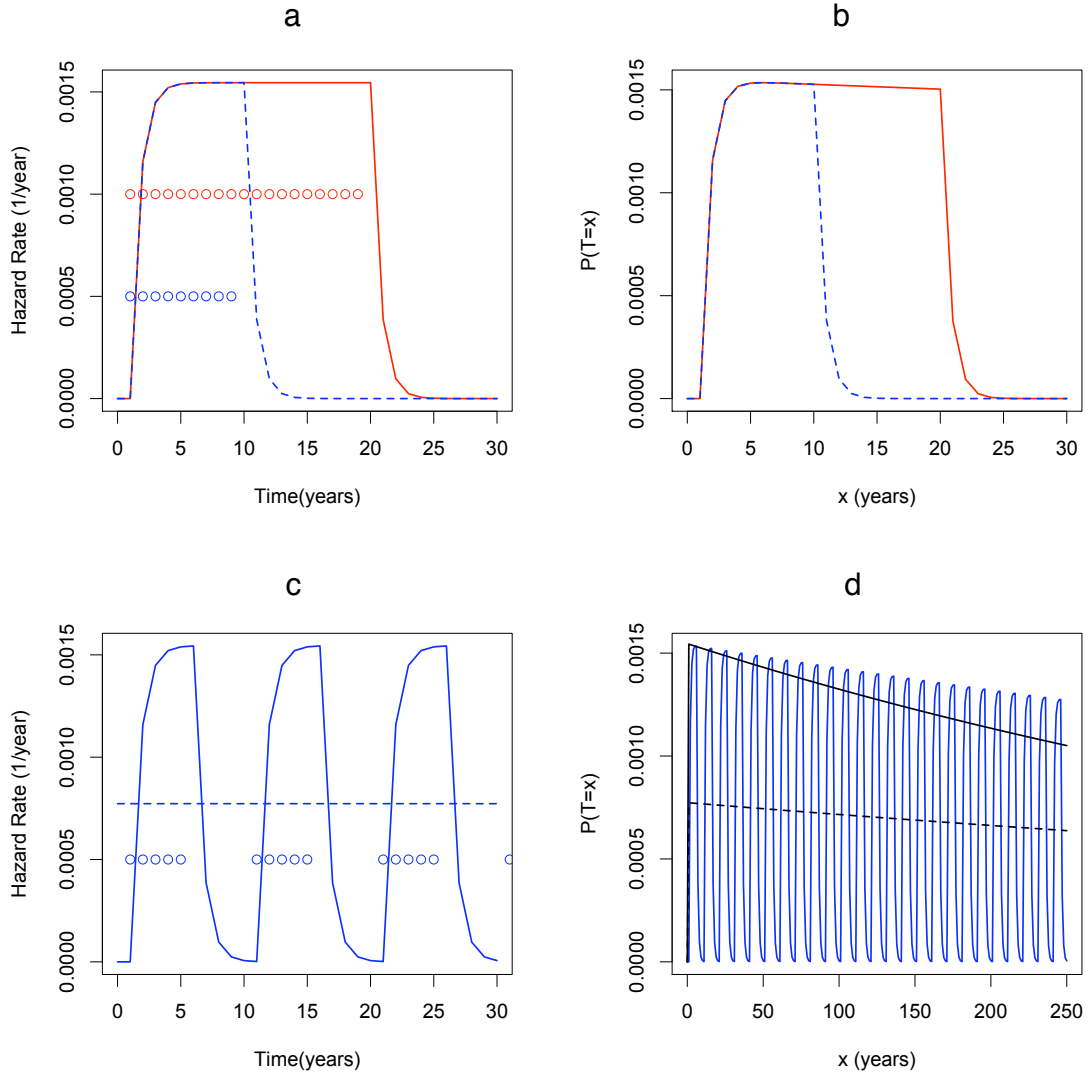 a
Hazard Rate (1/year)
0.0015
0.0010
0.0005
0.0000
0 5 10 15 20 25 30
Time(years)
b
P(T=x)
0.0015
0.0010
0.0005
0.0000
0 5 10 15 20 25 30
x (years)
c
Hazard Rate (1/year)
0.0015
0.0010
0.0005
0.0000
0 5 10 15 20 25 30
Time(years)
d
P(T=x)
0.0015
0.0010
0.0005
0.0000
0 50 100 150 200 250
x (years)